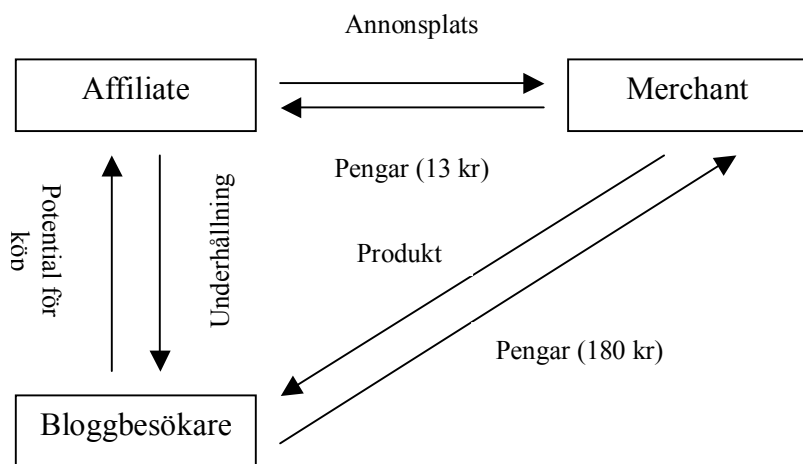 Annonsplats
Affiliate
Merchant
Pengar (13 kr)
Potential för
köp
Underhållning
Produkt
Pengar (180 kr)
Bloggbesökare